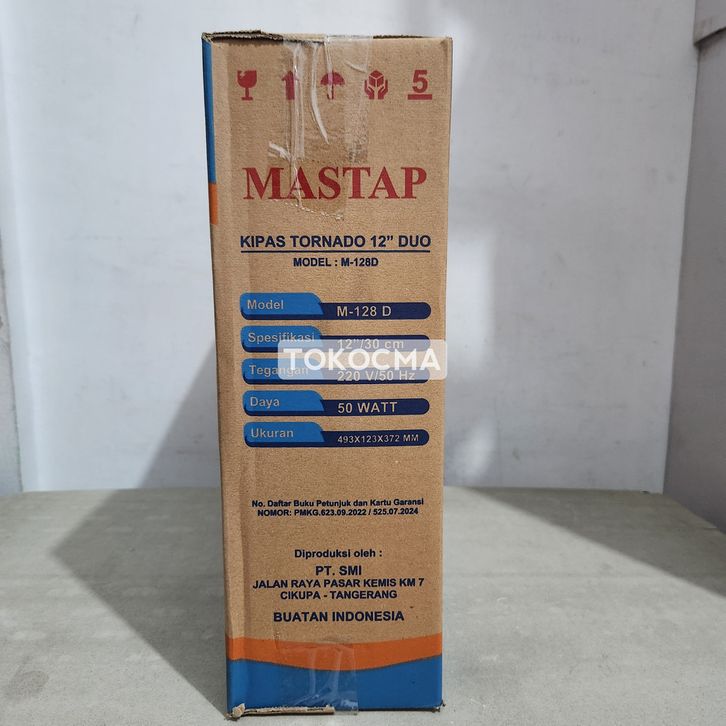 5
MASTAP
KIPAS TORNADO 12” DUO
MODEL : M-128D
Model M-128 D
Spesifikasi 12"/30 cm
TOKOCMA
Tegangan 220 V/50 Hz
Daya 50 WATT
Ukuran 493X123X372 MM
No. Daftar Buku Petunjuk dan Kartu Garansi
NOMOR: PMKG.623.09.2022 / 525.07.2024
Diproduksi oleh :
PT. SMI
JALAN RAYA PASAR KEMIS KM 7
CIKUPA - TANGERANG
BUATAN INDONESIA